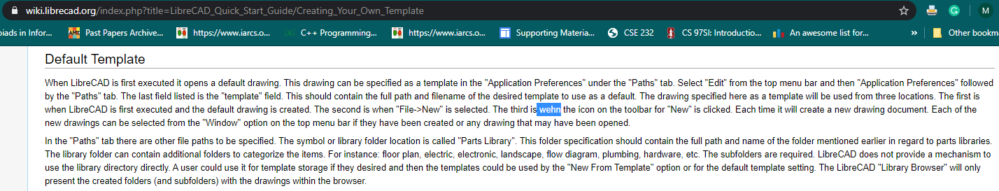 wiki.librecad.org/index.php?title=LibreCAD_Quick_Start_Guide/Creating_Your_Own_Template
M
piads in Infor... AMT Past Papers Archive... https://www.iarcs.o... C++ Programming... https://www.iarcs.o... Supporting Materia... CSE 232 CS 97SI: Introductio... An awesome list for... » Other bookm
Default Template
When LibreCAD is first executed it opens a default drawing. This drawing can be specified as a template in the "Application Preferences" under the "Paths" tab. Select "Edit" from the top menu bar and then "Application Preferences" followed
by the "Paths" tab. The last field listed is the "template" field. This should contain the full path and filename of the desired template to use as a default. The drawing specified here as a template will be used from three locations. The first is
when LibreCAD is first executed and the default drawing is created. The second is when "File->New" is selected. The third is wehn the icon on the toolbar for "New" is clicked. Each time it will create a new drawing document. Each of the
new drawings can be selected from the "Window" option on the top menu bar if they have been created or any drawing that may have been opened.
In the "Paths" tab there are other file paths to be specified. The symbol or library folder location is called "Parts Library". This folder specification should contain the full path and name of the folder mentioned earlier in regard to parts libraries.
The library folder can contain additional folders to categorize the items. For instance: floor plan, electric, electronic, landscape, flow diagram, plumbing, hardware, etc. The subfolders are required. LibreCAD does not provide a mechanism to
use the library directory directly. A user could use it for template storage if they desired and then the templates could be used by the "New From Template" option or for the default template setting. The LibreCAD "Library Browser" will only
present the created folders (and subfolders) with the drawings within the browser.